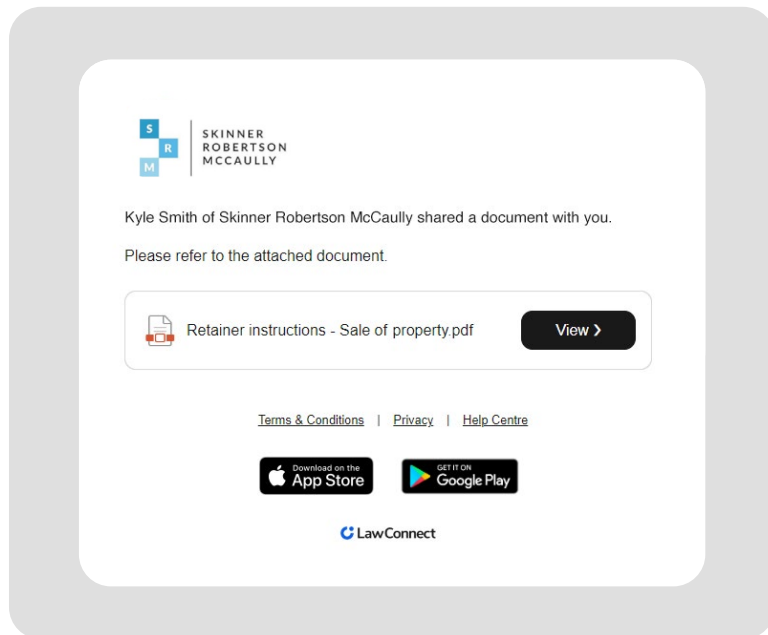 S
R
M
SKINNER
ROBERTSON
MCCAULLY
Kyle Smith of Skinner Robertson McCaully shared a document with you.
Please refer to the attached document.
Retainer instructions - Sale of property.pdf
View ❯
Terms & Conditions | Privacy | Help Centre
Download on the
App Store
GET IT ON
Google Play
LawConnect